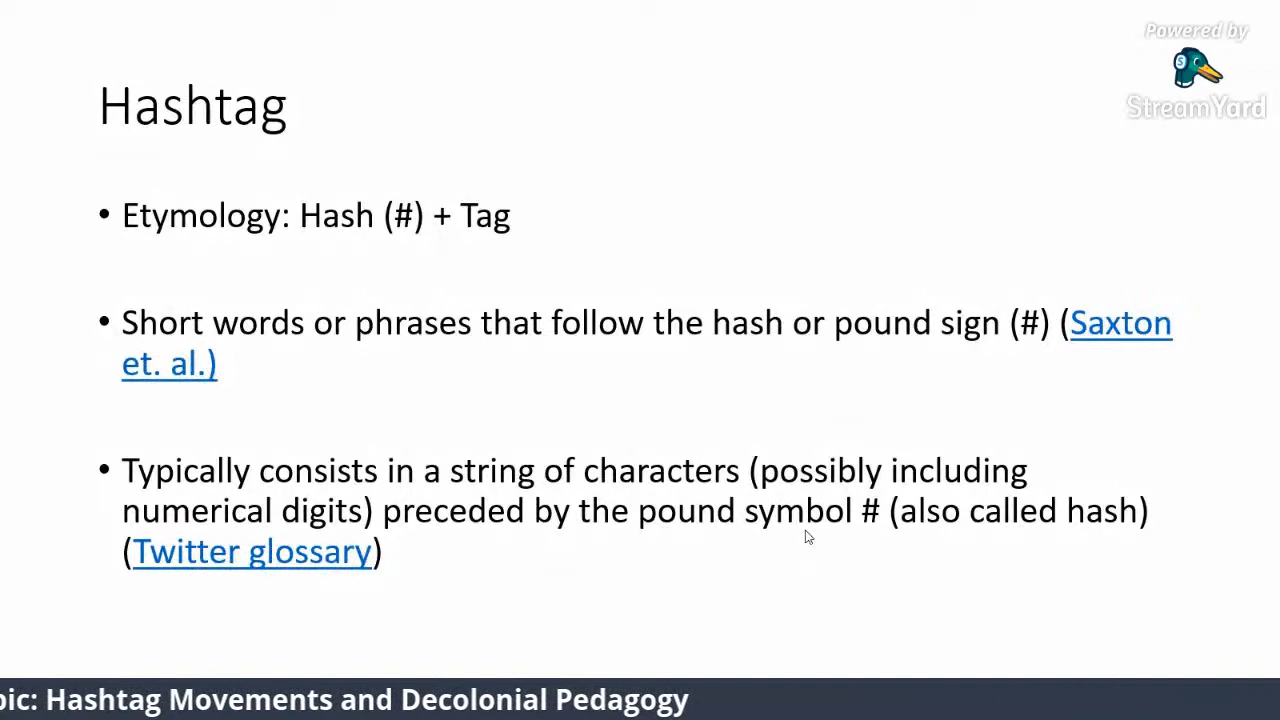 Powered by
StreamYard
Hashtag
• Etymology: Hash (#) + Tag
• Short words or phrases that follow the hash or pound sign (#) (Saxton
et. al.)
• Typically consists in a string of characters (possibly including
numerical digits) preceded by the pound symbol # (also called hash)
(Twitter glossary)
pic: Hashtag Movements and Decolonial Pedagogy